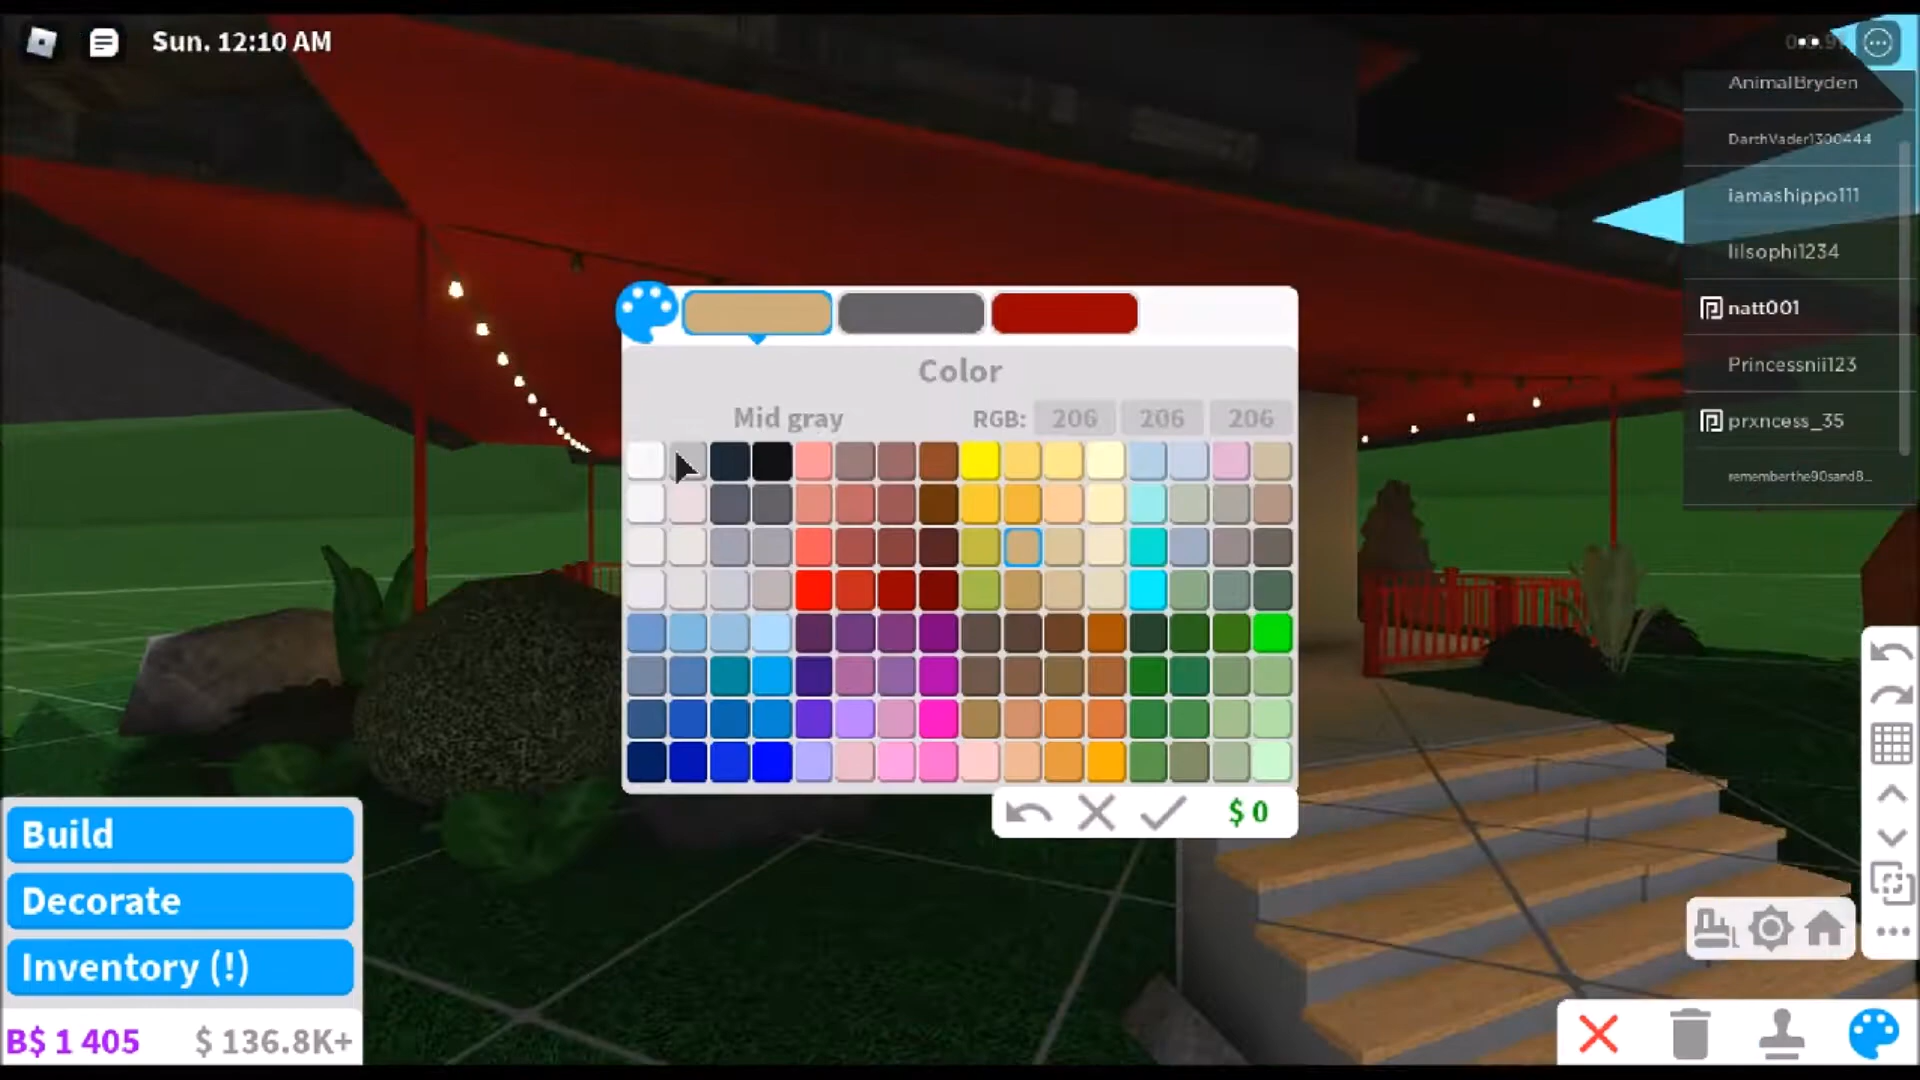 Sun. 12:10 AM
AnimalBryden
DarthVader1300444
iamashippo111
lilsophi1234
natt001
Princessnii123
prxncess_35
rememberthe90sand8...
Color
Mid gray
RGB: 206 206 206
$ 0
Build
Decorate
Inventory (!)
B$ 1 405 $ 136.8K+